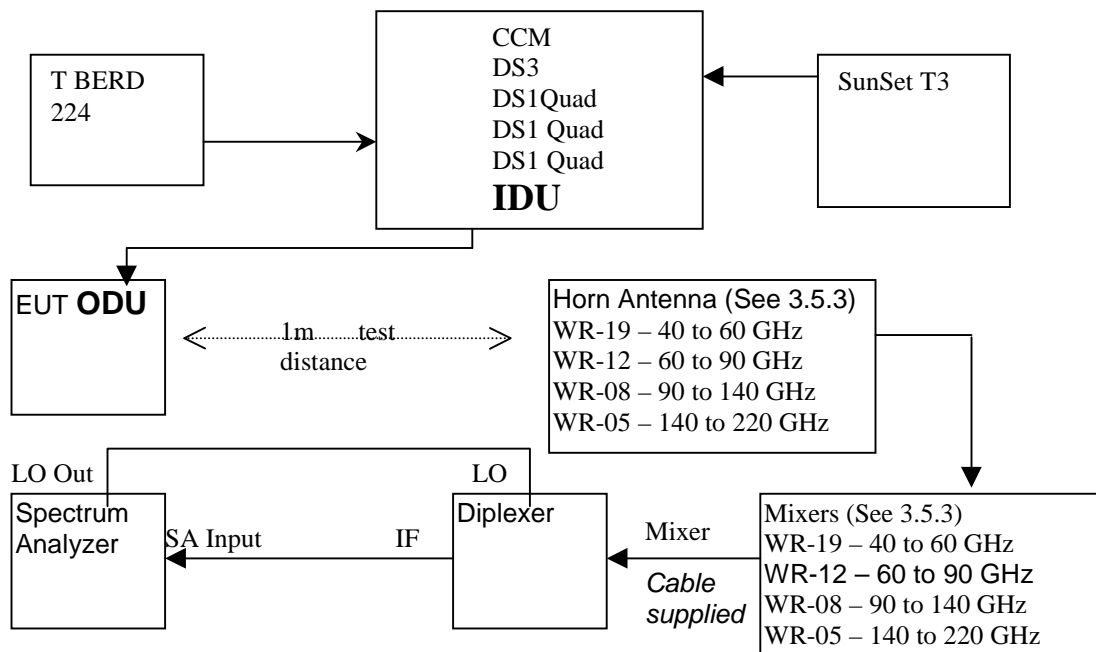 T BERD
224
CCM
DS3
DS1Quad
DS1 Quad
DS1 Quad
IDU
SunSet T3
EUT ODU
1m test
distance
Horn Antenna (See 3.5.3)
WR-19 – 40 to 60 GHz
WR-12 – 60 to 90 GHz
WR-08 – 90 to 140 GHz
WR-05 – 140 to 220 GHz
LO Out
LO
Spectrum
Analyzer
SA Input
IF
Diplexer
Mixer
Cable
supplied
Mixers (See 3.5.3)
WR-19 – 40 to 60 GHz
WR-12 – 60 to 90 GHz
WR-08 – 90 to 140 GHz
WR-05 – 140 to 220 GHz